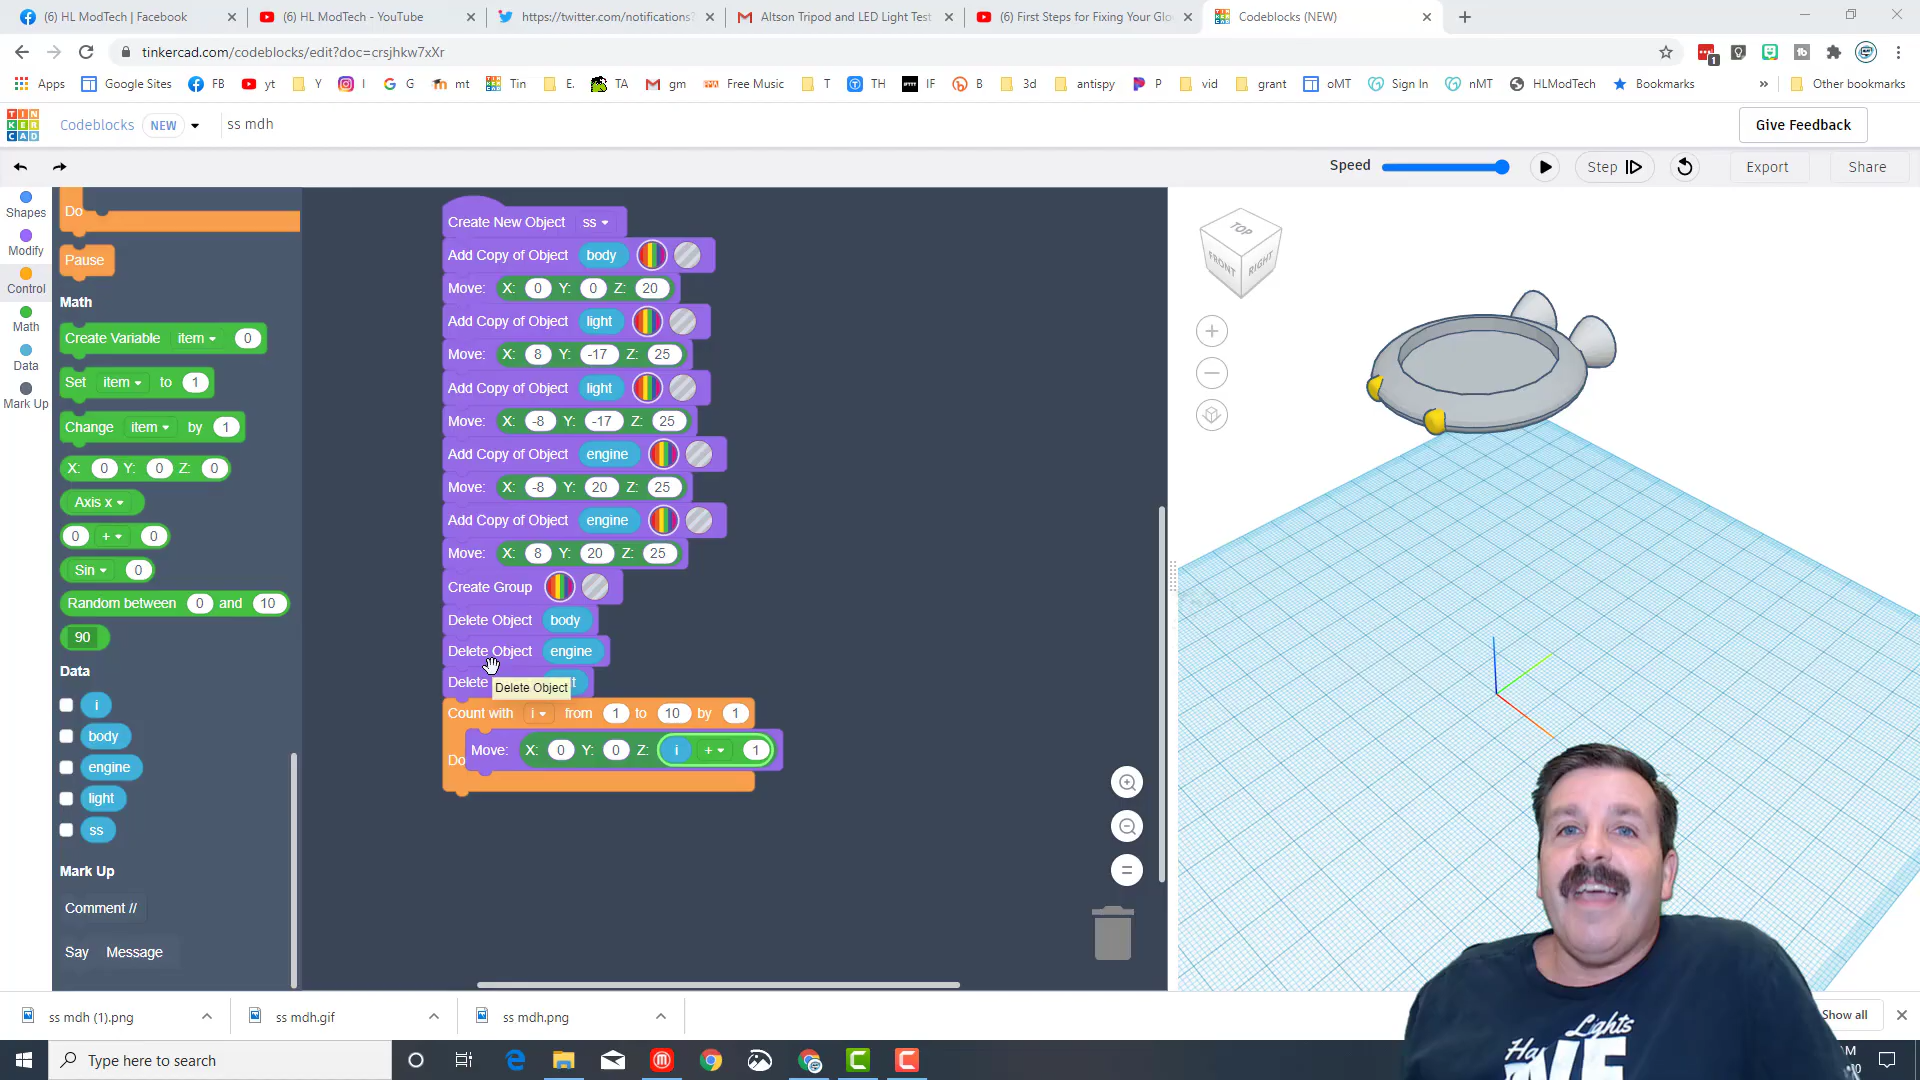 (6) HL ModTech | Facebook
(6) HL ModTech - YouTube
https://twitter.com/notifications?
Altson Tripod and LED Light Test
(6) First Steps for Fixing Your Glo
Codeblocks (NEW)
tinkercad.com/codeblocks/edit?doc=crsjhkw7xXr
1
Apps
Google Sites
FB
yt
Y
I
G
mt
Tin
E.
TA
gm
Free Music
T
TH
IF
B
3d
antispy
P
vid
grant
oMT
Sign In
nMT
HLModTech
Bookmarks
»
Other bookmarks
TIN
KER
CAD
Codeblocks
NEW
ss mdh
Give Feedback
Speed
Step
Export
Share
Shapes
Modify
Control
Math
Data
Mark Up
Do
Pause
Math
Create Variable item 0
Set item to 1
Change item by 1
X: 0 Y: 0 Z: 0
Axis x
0 + 0
Sin 0
Random between 0 and 10
90
Data
i
body
engine
light
ss
Mark Up
Comment //
Say Message
Create New Object ss
Add Copy of Object body
Move: X: 0 Y: 0 Z: 20
Add Copy of Object light
Move: X: 8 Y: -17 Z: 25
Add Copy of Object light
Move: X: -8 Y: -17 Z: 25
Add Copy of Object engine
Move: X: -8 Y: 20 Z: 25
Add Copy of Object engine
Move: X: 8 Y: 20 Z: 25
Create Group
Delete Object body
Delete Object engine
Delete
Delete Object
Count with i from 1 to 10 by 1
Move: X: 0 Y: 0 Z: i + 1
Do
TOP
FRONT
RIGHT
ss mdh (1).png
ss mdh.gif
ss mdh.png
Show all
Type here to search
Lights